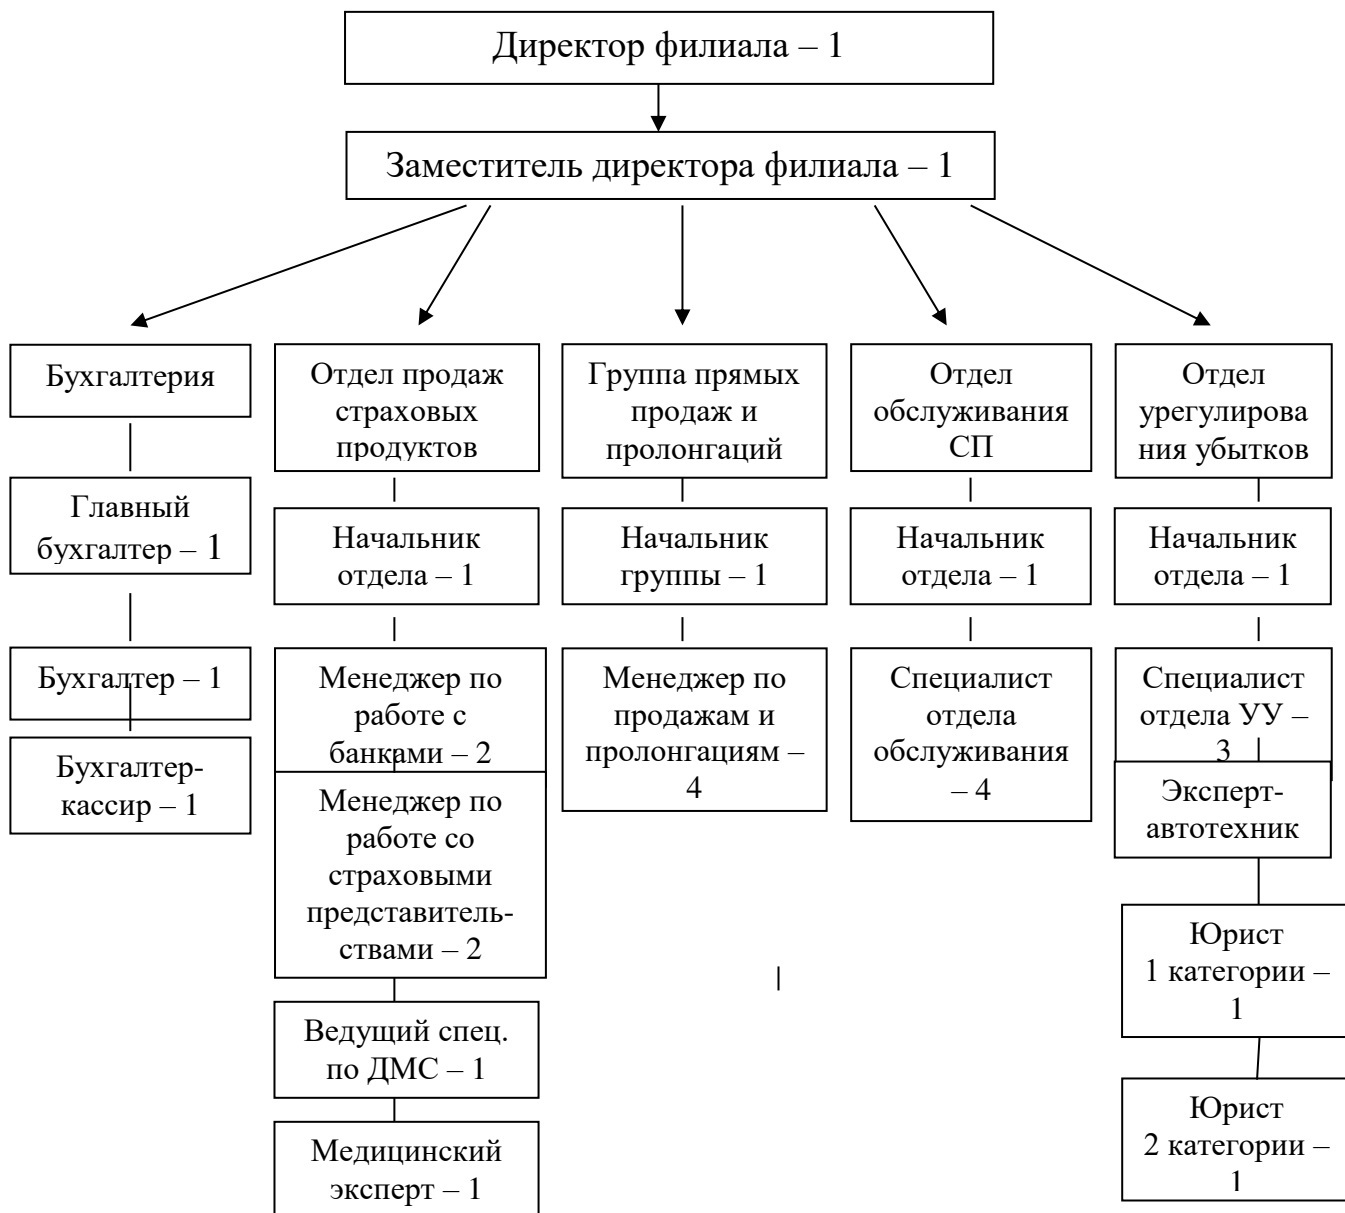 Директор филиала – 1
Заместитель директора филиала – 1
Бухгалтерия
Главный
бухгалтер – 1
Бухгалтер – 1
Бухгалтер-
кассир – 1
Отдел продаж
страховых
продуктов
Начальник
отдела – 1
Менеджер по
работе с
банками – 2
Менеджер по
работе со
страховыми
представитель-
ствами – 2
Ведущий спец.
по ДМС – 1
Медицинский
эксперт – 1
Группа прямых
продаж и
пролонгаций
Начальник
группы – 1
Менеджер по
продажам и
пролонгациям –
4
Отдел
обслуживания
СП
Начальник
отдела – 1
Специалист
отдела
обслуживания
– 4
Отдел
урегулирова
ния убытков
Начальник
отдела – 1
Специалист
отдела УУ –
3
Эксперт-
автотехник
Юрист
1 категории –
1
Юрист
2 категории –
1